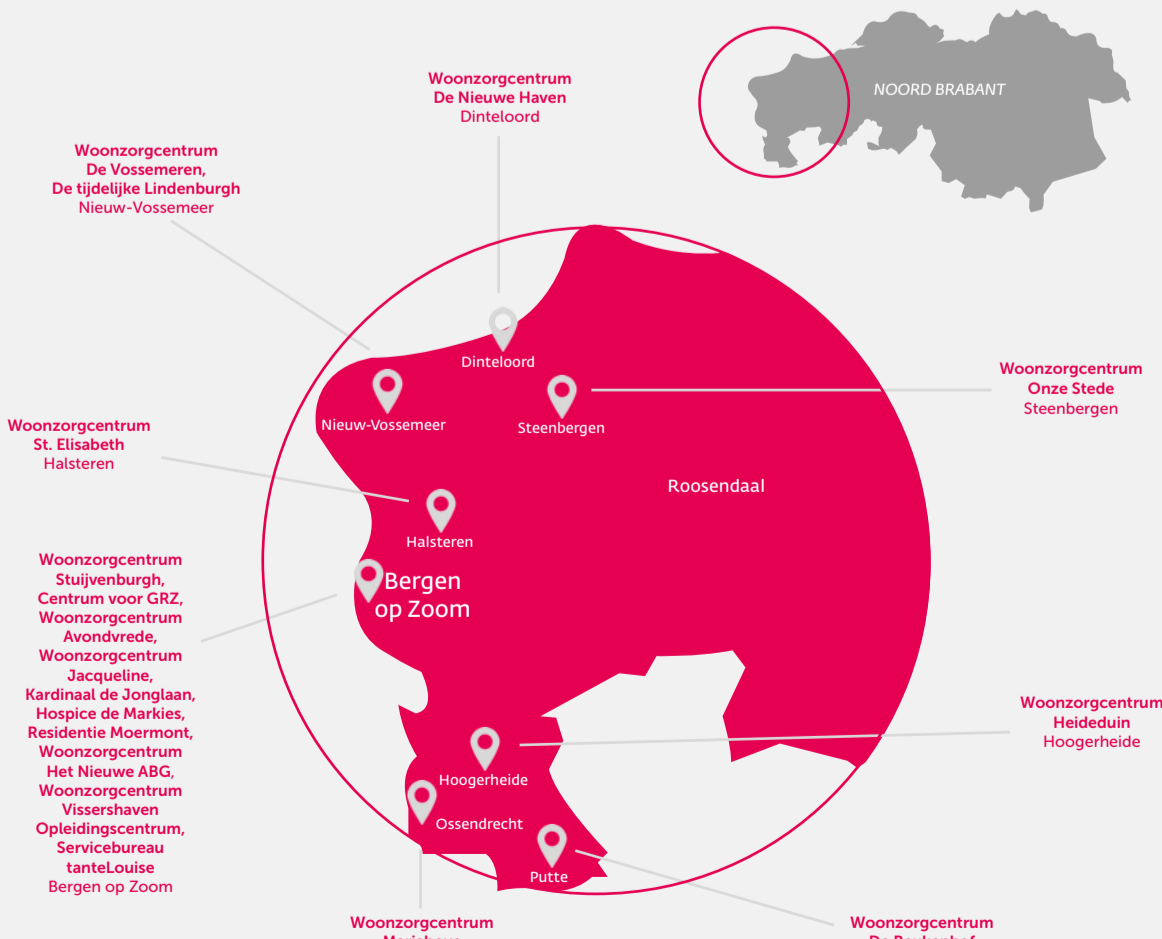 Woonzorgcentrum
De Nieuwe Haven
Dinteloord
NOORD BRABANT
Woonzorgcentrum
De Vossemeren,
De tijdelijke Lindenburgh
Nieuw-Vossemeer
Dinteloord
Nieuw-Vossemeer
Steenbergen
Woonzorgcentrum
Onze Stede
Steenbergen
Woonzorgcentrum
St. Elisabeth
Halsteren
Roosendaal
Halsteren
Bergen
op Zoom
Woonzorgcentrum
Stuijvenburgh,
Centrum voor GRZ,
Woonzorgcentrum
Avondvrede,
Woonzorgcentrum
Jacqueline,
Kardinaal de Jonglaan,
Hospice de Markies,
Residentie Moermont,
Woonzorgcentrum
Het Nieuwe ABG,
Woonzorgcentrum
Vissershaven
Opleidingscentrum,
Servicebureau
tanteLouise
Bergen op Zoom
Woonzorgcentrum
Heideduin
Hoogerheide
Hoogerheide
Ossendrecht
Putte
Woonzorgcentrum
Woonzorgcentrum